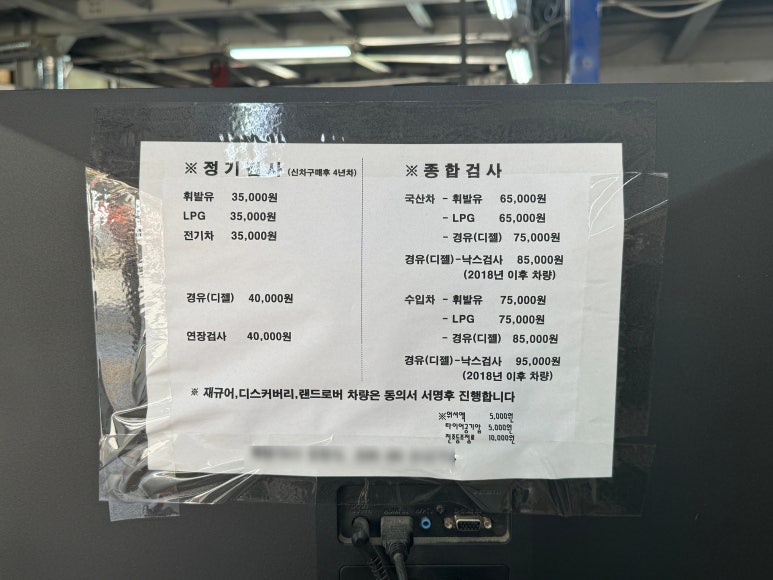 ※ 정기검사 (신차구매후 4년차)
휘발유 35,000원
LPG 35,000원
전기차 35,000원
경유(디젤) 40,000원
연장검사 40,000원
※ 종합검사
국산차 - 휘발유 65,000원
- LPG 65,000원
- 경유(디젤) 75,000원
경유(디젤)-낙스검사 85,000원
(2018년 이후 차량)
수입차 - 휘발유 75,000원
- LPG 75,000원
- 경유(디젤) 85,000원
경유(디젤)-낙스검사 95,000원
(2018년 이후 차량)
※ 재규어,디스커버리,랜드로버 차량은 동의서 서명후 진행합니다
※워셔액 5,000원
타이어공기압 5,000원
전조등조정료 10,000원